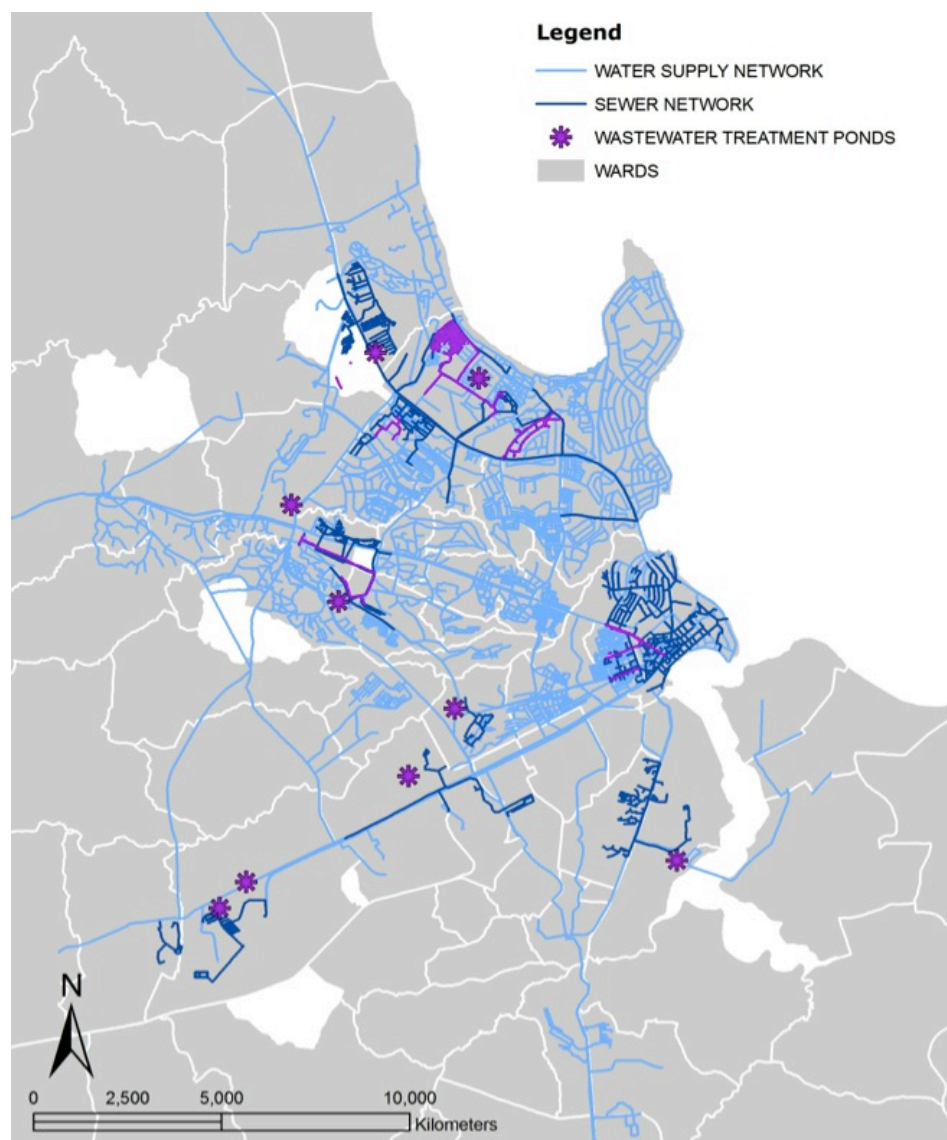 Legend
WATER SUPPLY NETWORK
SEWER NETWORK
WASTEWATER TREATMENT PONDS
WARDS
N
0 2,500 5,000 10,000
Kilometers